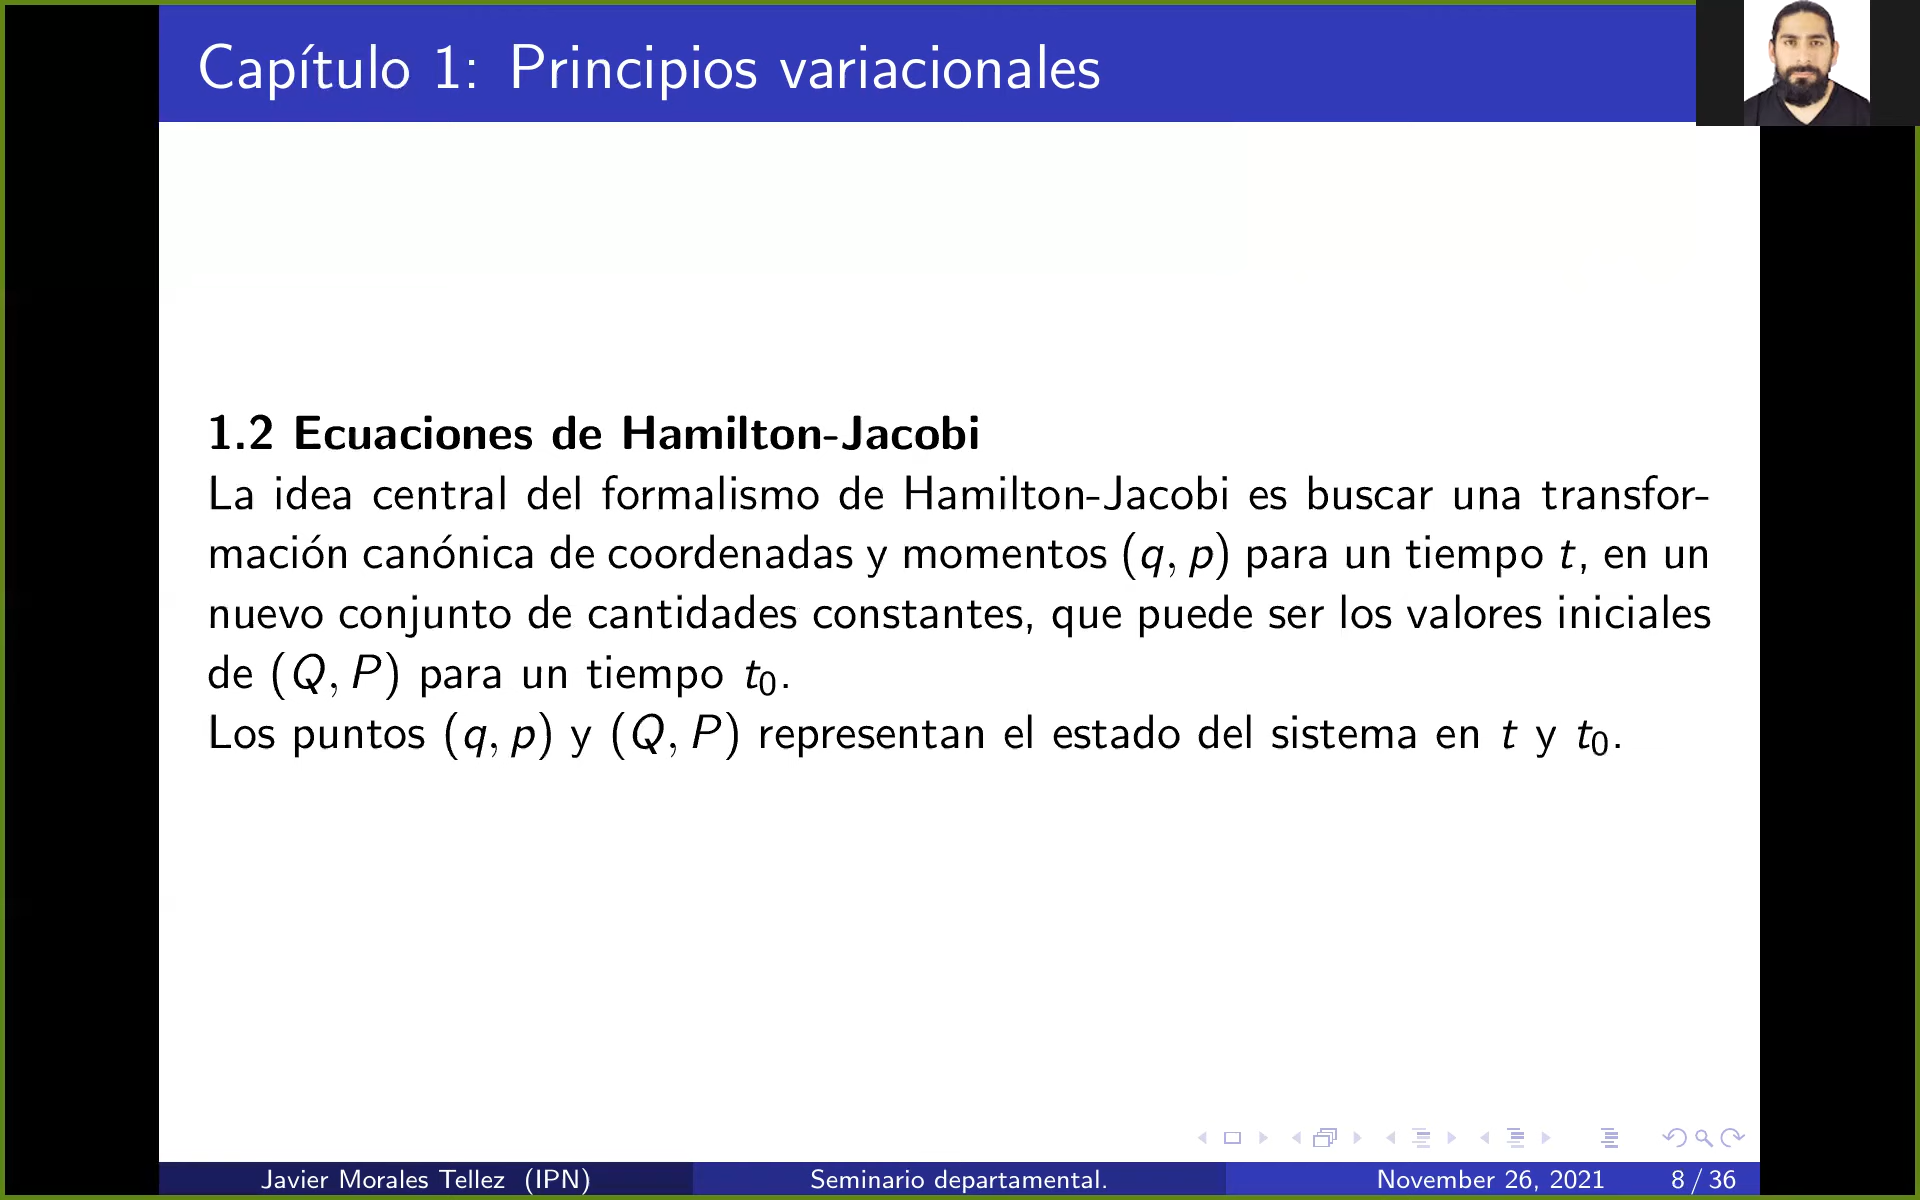 Capítulo 1: Principios variacionales
1.2 Ecuaciones de Hamilton-Jacobi
La idea central del formalismo de Hamilton-Jacobi es buscar una transfor-
mación canónica de coordenadas y momentos (q, p) para un tiempo t, en un
nuevo conjunto de cantidades constantes, que puede ser los valores iniciales
de (Q, P) para un tiempo t₀.
Los puntos (q, p) y (Q, P) representan el estado del sistema en t y t₀.
Javier Morales Tellez (IPN) Seminario departamental. November 26, 2021 8 / 36